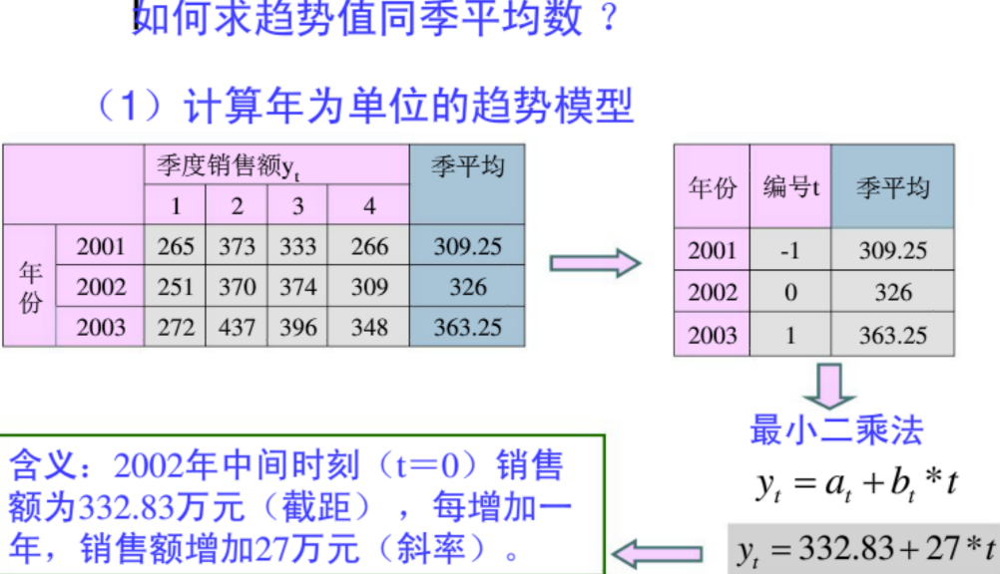 如何求趋势值同季平均数？
（1）计算年为单位的趋势模型
季度销售额yt 季平均
1 2 3 4
年份
2001 265 373 333 266 309.25
2002 251 370 374 309 326
2003 272 437 396 348 363.25
年份 编号t 季平均
2001 -1 309.25
2002 0 326
2003 1 363.25
最小二乘法
yt = at + bt * t
yt = 332.83 + 27 * t
含义：2002年中间时刻（t＝0）销售
额为332.83万元（截距），每增加一
年，销售额增加27万元（斜率）。